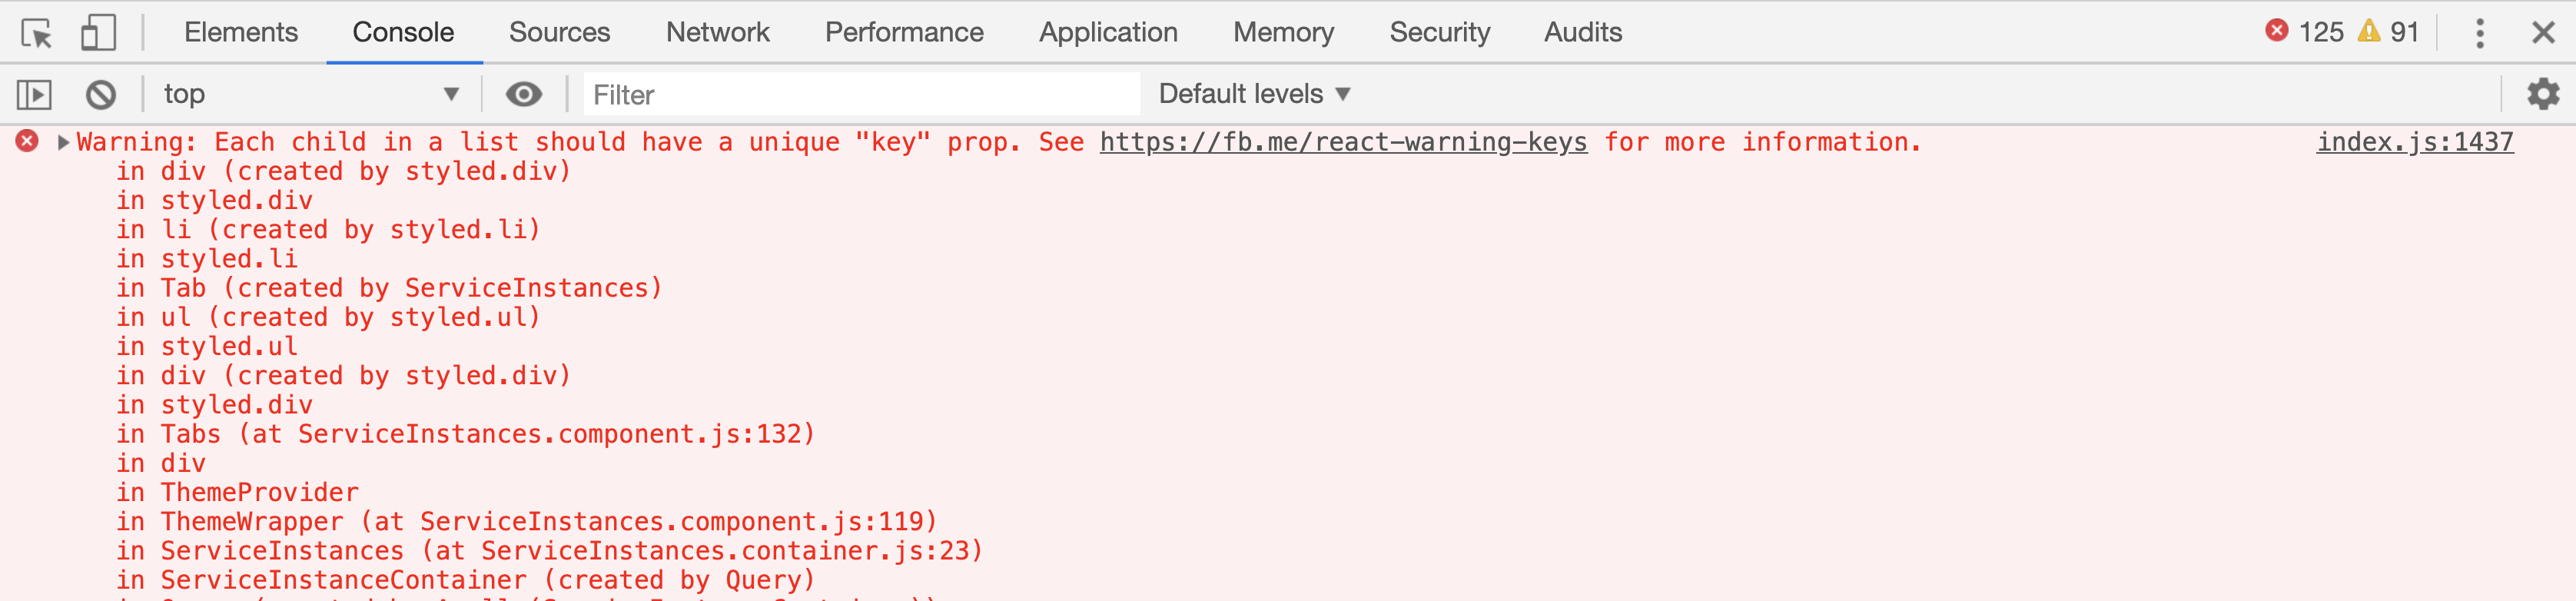 Elements Console Sources Network Performance Application Memory Security Audits 125 91
top Filter Default levels
Warning: Each child in a list should have a unique "key" prop. See https://fb.me/react-warning-keys for more information. index.js:1437
in div (created by styled.div)
in styled.div
in li (created by styled.li)
in styled.li
in Tab (created by ServiceInstances)
in ul (created by styled.ul)
in styled.ul
in div (created by styled.div)
in styled.div
in Tabs (at ServiceInstances.component.js:132)
in div
in ThemeProvider
in ThemeWrapper (at ServiceInstances.component.js:119)
in ServiceInstances (at ServiceInstances.container.js:23)
in ServiceInstanceContainer (created by Query)